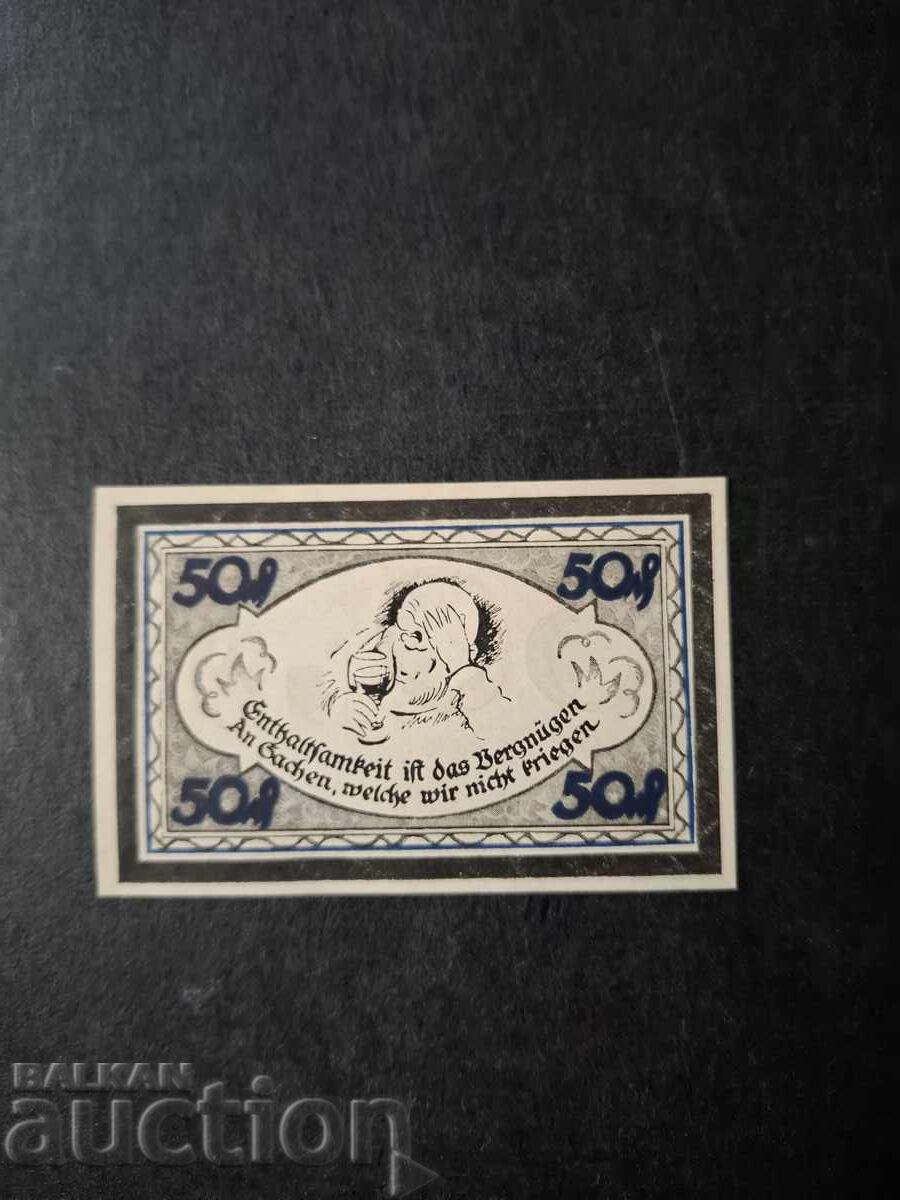 50₰ 50₰
Enthaltsamkeit ist das Vergnügen
An Sachen, welche wir nicht kriegen
50₰ 50₰
BALKAN
auction